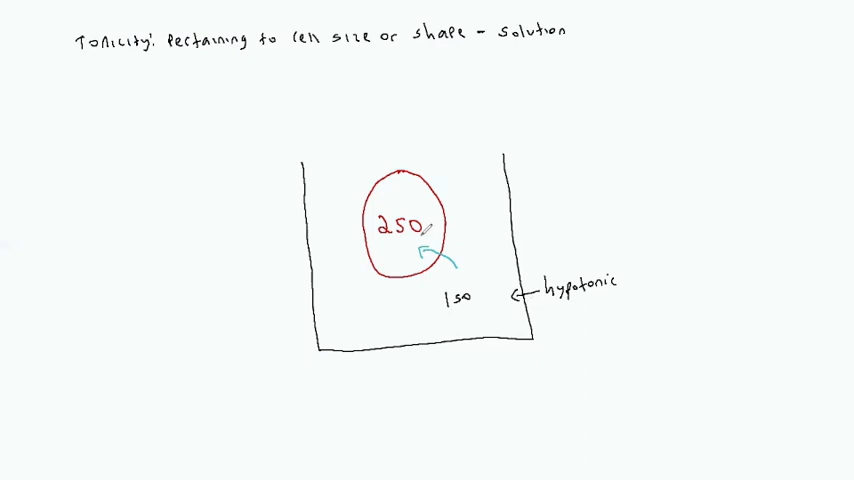 Tonicity: Pertaining to cell size or shape - solution
250
150
hypotonic